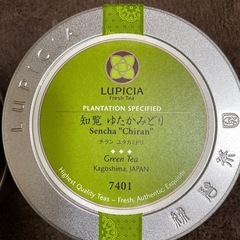 LUPICIA
Fresh Tea
PLANTATION SPECIFIED
知覧 ゆたかみどり
Sencha "Chiran"
チラン ユタカミドリ
Green Tea
Kagoshima, JAPAN
7401
Highest Quality Teas – Fresh, Authentic, Exquisite
LUPICIA